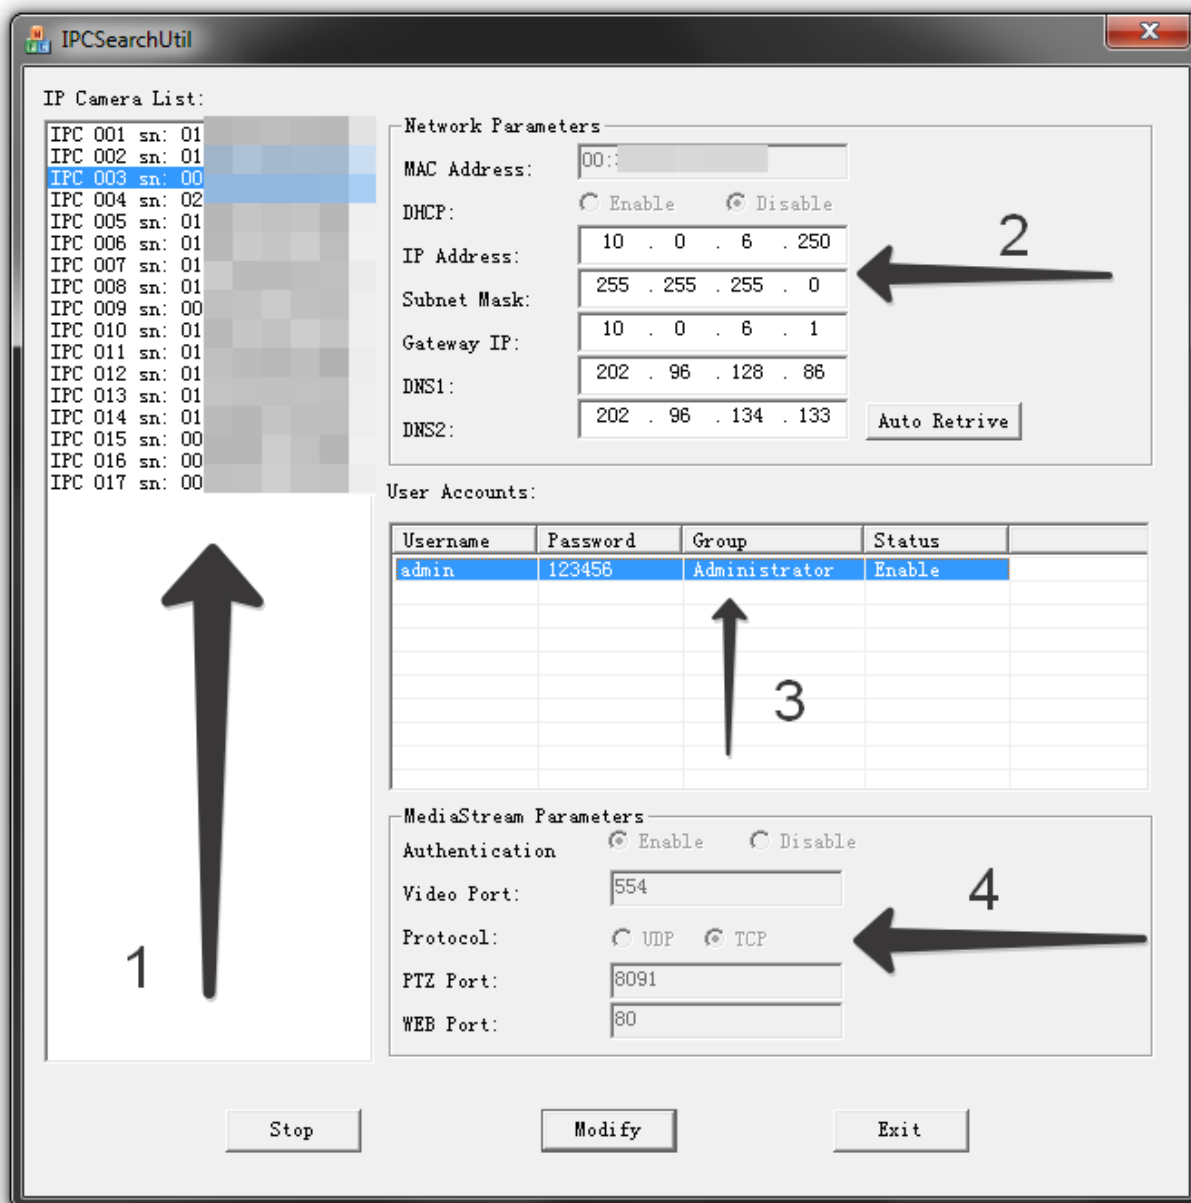 IPCSearchUtil
IP Camera List:
IPC 001 sn: 01
IPC 002 sn: 01
IPC 003 sn: 00
IPC 004 sn: 02
IPC 005 sn: 01
IPC 006 sn: 01
IPC 007 sn: 01
IPC 008 sn: 01
IPC 009 sn: 00
IPC 010 sn: 01
IPC 011 sn: 01
IPC 012 sn: 01
IPC 013 sn: 01
IPC 014 sn: 01
IPC 015 sn: 00
IPC 016 sn: 00
IPC 017 sn: 00
1
Network Parameters
MAC Address: 00:
DHCP: Enable Disable
IP Address: 10 . 0 . 6 . 250
Subnet Mask: 255 . 255 . 255 . 0
Gateway IP: 10 . 0 . 6 . 1
DNS1: 202 . 96 . 128 . 86
DNS2: 202 . 96 . 134 . 133
Auto Retrive
2
User Accounts:
Username Password Group Status
admin 123456 Administrator Enable
3
MediaStream Parameters
Authentication Enable Disable
Video Port: 554
Protocol: UDP TCP
PTZ Port: 8091
WEB Port: 80
4
Stop Modify Exit